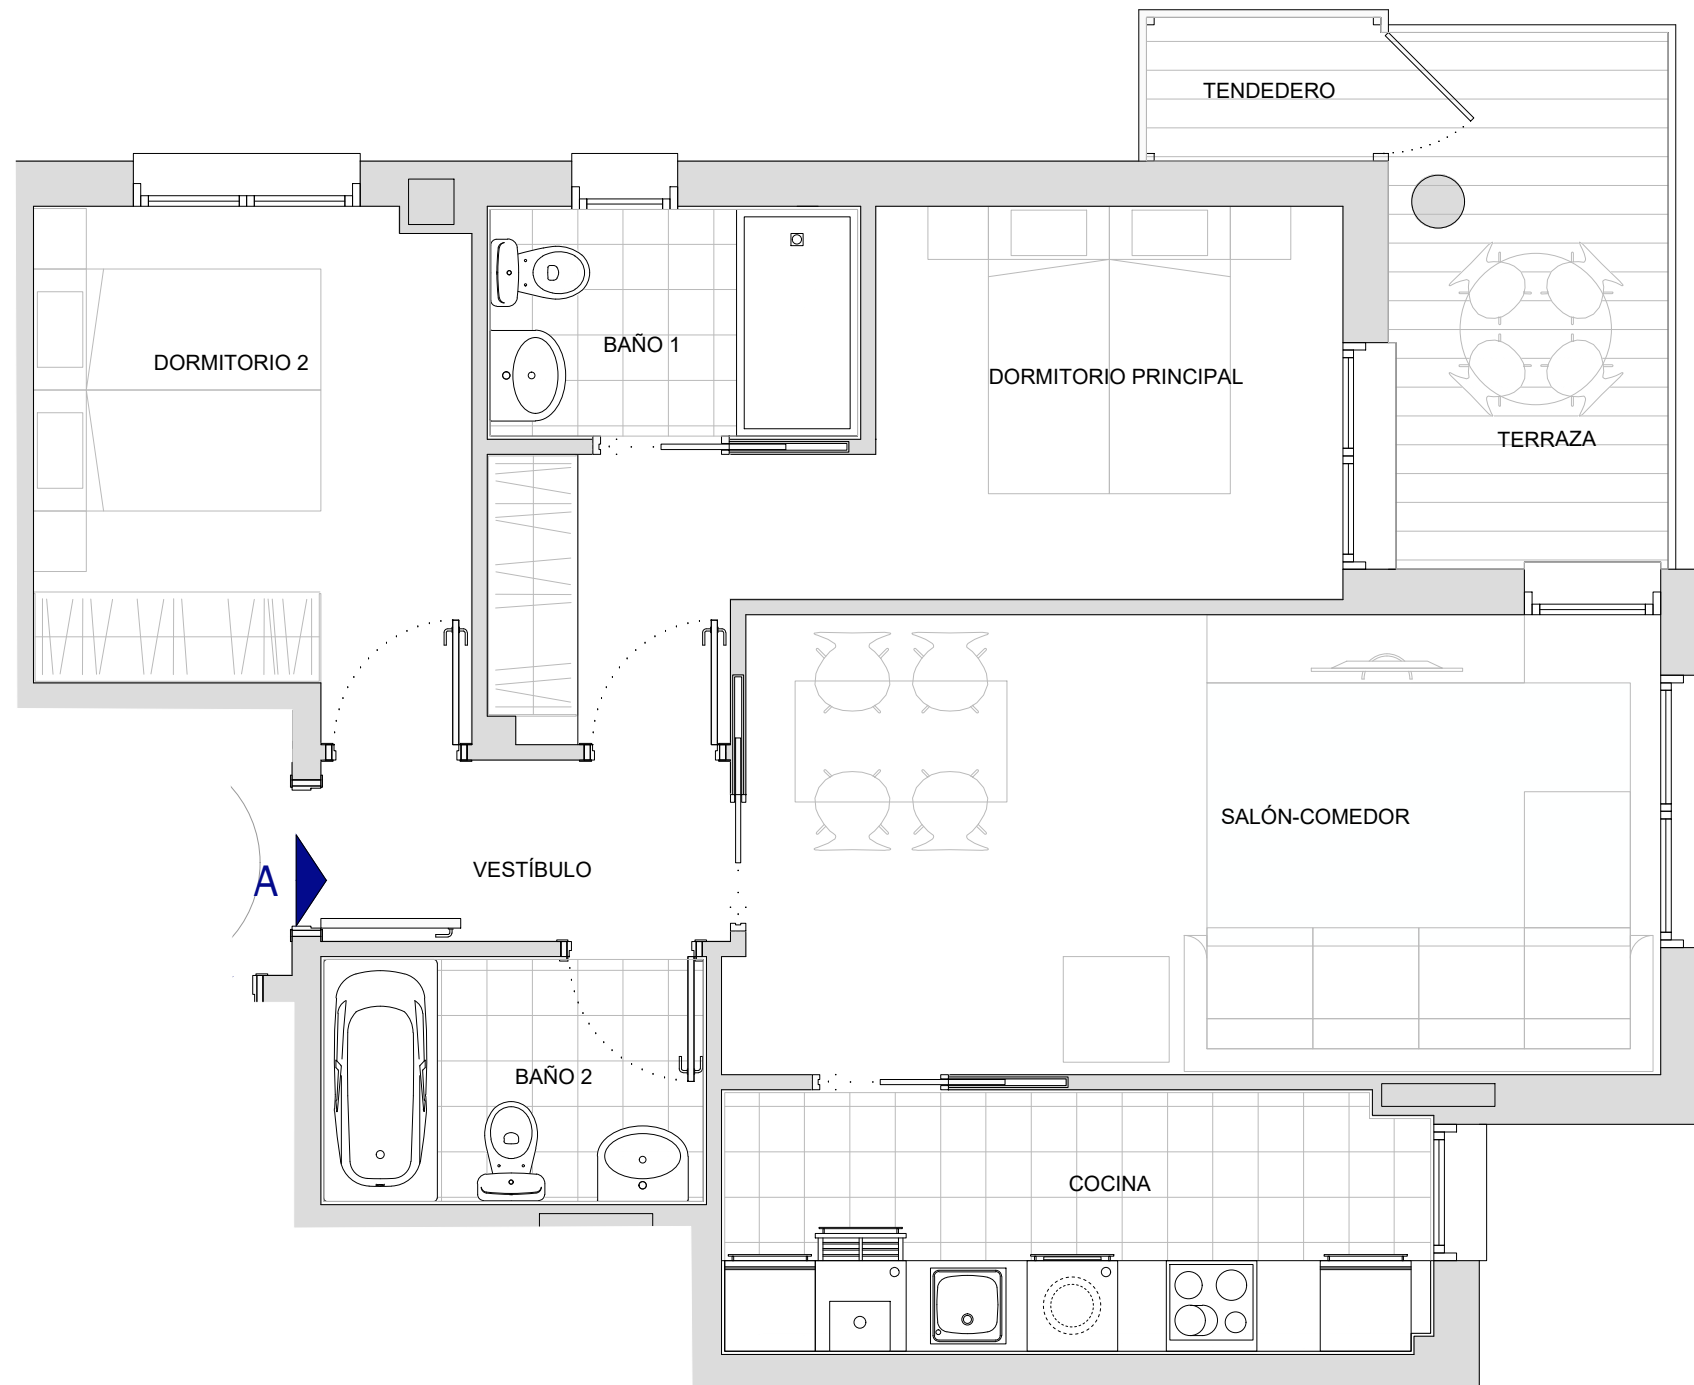 TENDEDERO
BAÑO 1
DORMITORIO 2
DORMITORIO PRINCIPAL
TERRAZA
SALÓN-COMEDOR
VESTÍBULO
A
BAÑO 2
COCINA